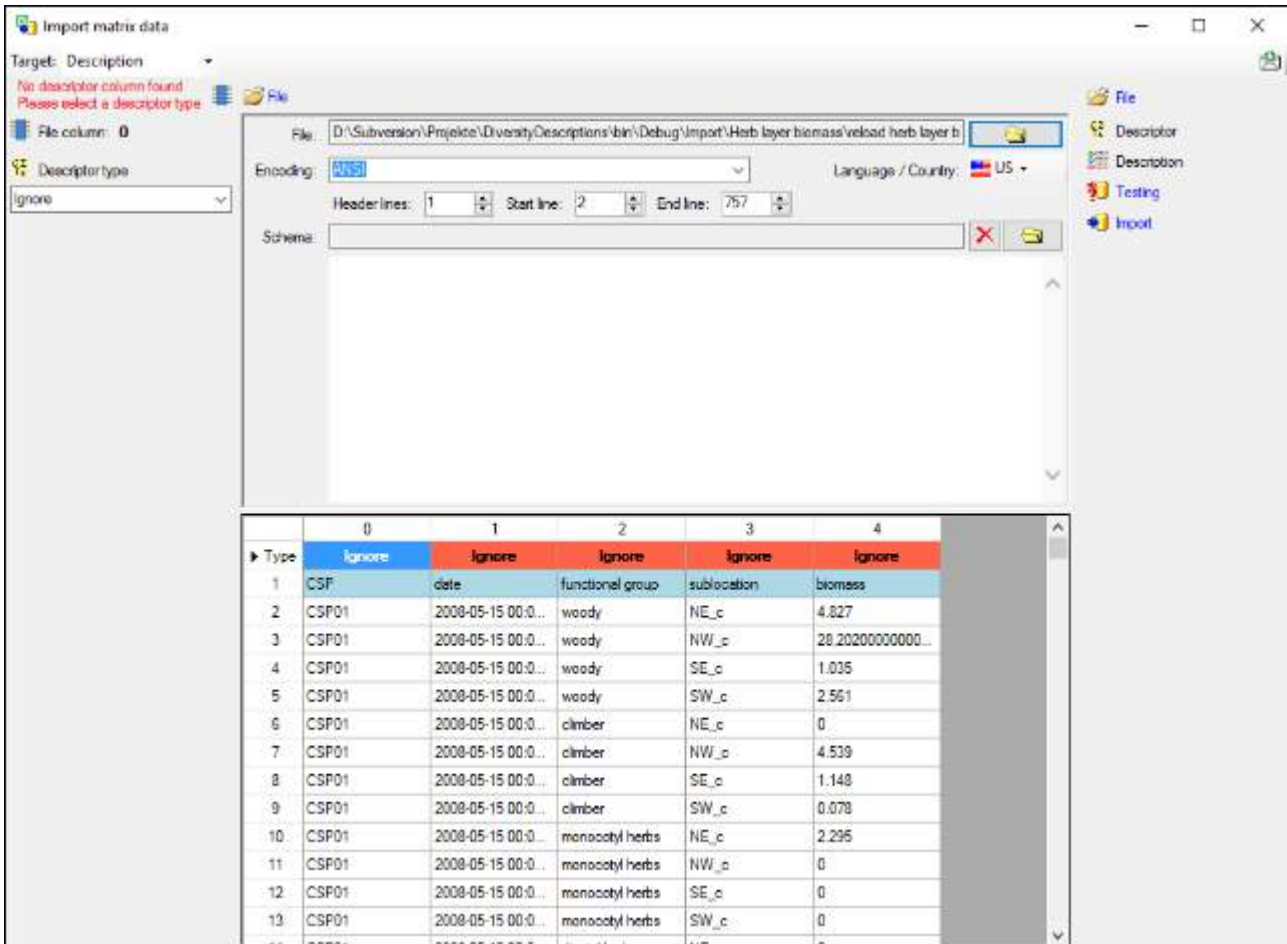 Import matrix data
Target: Description
No descriptor column found
Please select a descriptor type
File column: 0
Descriptor type
Ignore
File
File: D:\Subversion\Projekte\DiversityDescriptions\bin\Debug\Import\Herb layer biomass\reload herb layer b
Encoding: ANSI Language / Country: US
Header lines: 1 Start line: 2 End line: 757
Schema:
File
Descriptor
Description
Testing
Import
0 1 2 3 4
Type Ignore Ignore Ignore Ignore Ignore
1 CSP date functional group sublocation biomass
2 CSP01 2008-05-15 00:0... woody NE_c 4.827
3 CSP01 2008-05-15 00:0... woody NW_c 28.20200000000...
4 CSP01 2008-05-15 00:0... woody SE_c 1.035
5 CSP01 2008-05-15 00:0... woody SW_c 2.561
6 CSP01 2008-05-15 00:0... climber NE_c 0
7 CSP01 2008-05-15 00:0... climber NW_c 4.539
8 CSP01 2008-05-15 00:0... climber SE_c 1.148
9 CSP01 2008-05-15 00:0... climber SW_c 0.078
10 CSP01 2008-05-15 00:0... monocotyl herbs NE_c 2.295
11 CSP01 2008-05-15 00:0... monocotyl herbs NW_c 0
12 CSP01 2008-05-15 00:0... monocotyl herbs SE_c 0
13 CSP01 2008-05-15 00:0... monocotyl herbs SW_c 0